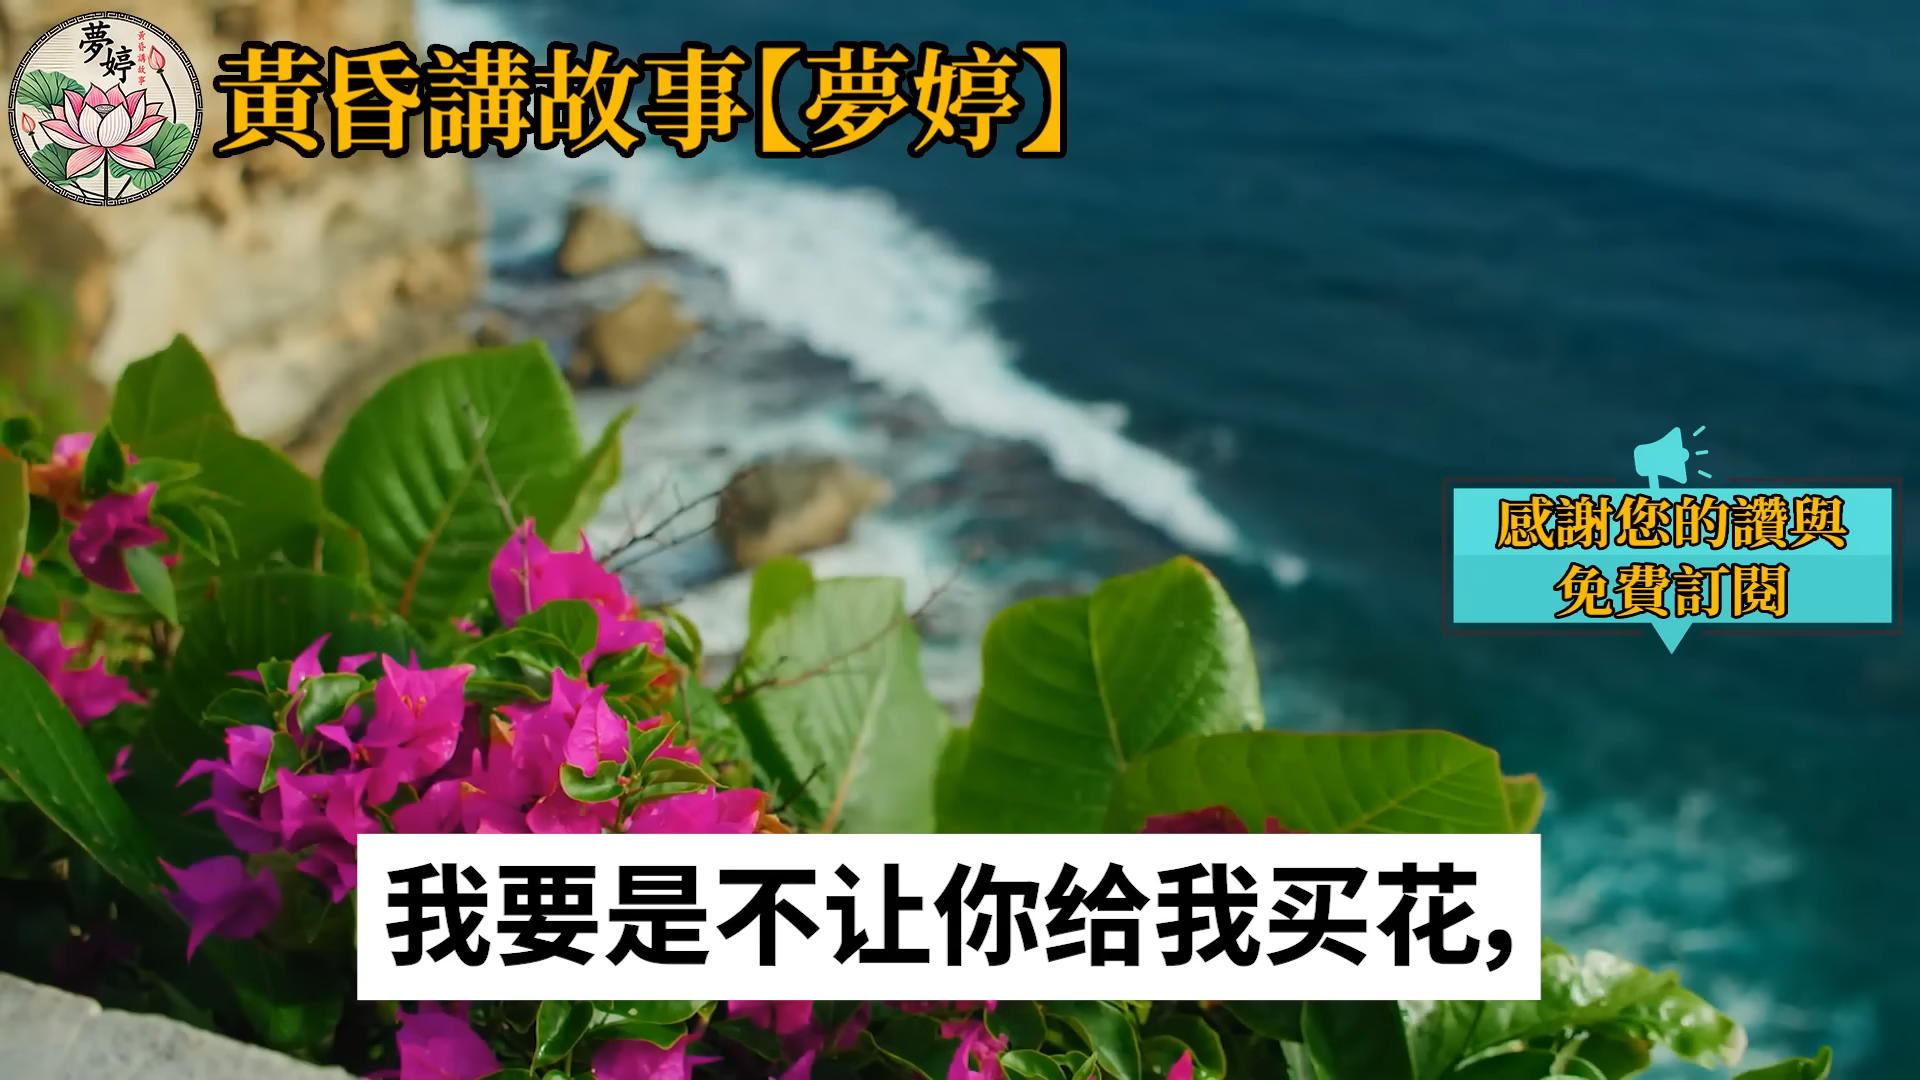 夢婷
黃昏講故事
黃昏講故事【夢婷】
感謝您的讚與
免費訂閱
我要是不让你给我买花,